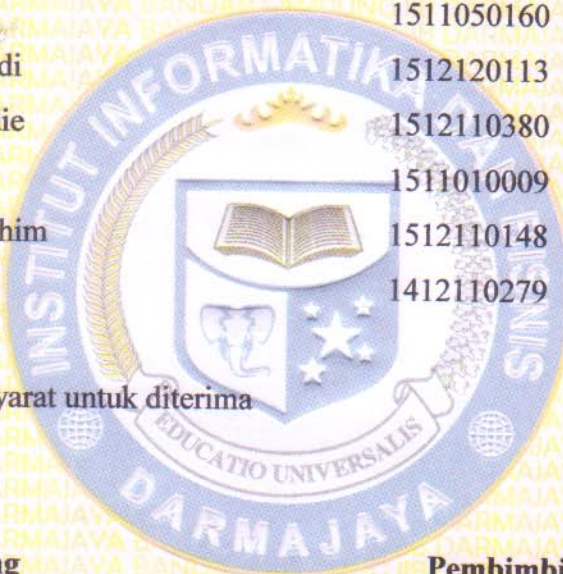 1511050160
di 1512120113
ie 1512110380
1511010009
him 1512110148
1412110279
yarat untuk diterima
INSTITUT INFORMATIKA DAN BISNIS
EDUCATIO UNIVERSALIS
DARMAJAYA
ng Pembimbi